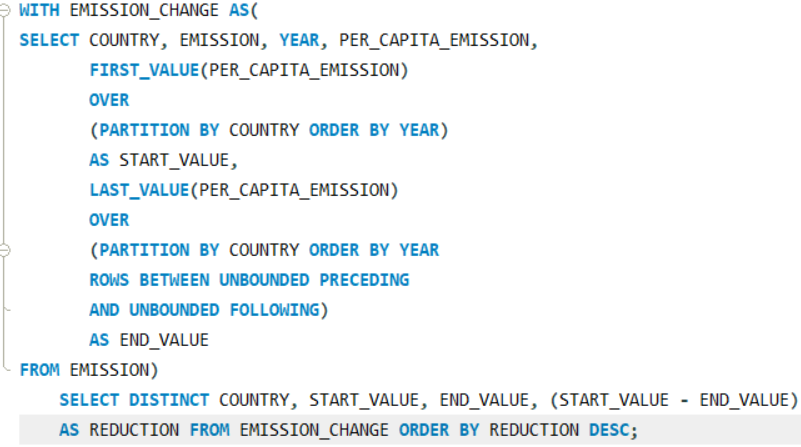 WITH EMISSION_CHANGE AS(
SELECT COUNTRY, EMISSION, YEAR, PER_CAPITA_EMISSION,
FIRST_VALUE(PER_CAPITA_EMISSION)
OVER
(PARTITION BY COUNTRY ORDER BY YEAR)
AS START_VALUE,
LAST_VALUE(PER_CAPITA_EMISSION)
OVER
(PARTITION BY COUNTRY ORDER BY YEAR
ROWS BETWEEN UNBOUNDED PRECEDING
AND UNBOUNDED FOLLOWING)
AS END_VALUE
FROM EMISSION)
SELECT DISTINCT COUNTRY, START_VALUE, END_VALUE, (START_VALUE - END_VALUE)
AS REDUCTION FROM EMISSION_CHANGE ORDER BY REDUCTION DESC;